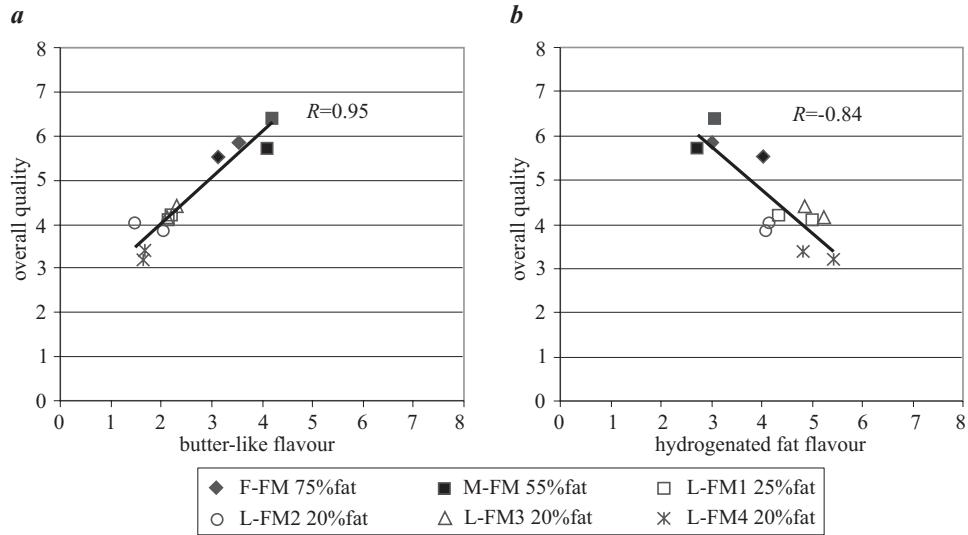 a
8
7
6
5
4
3
2
1
0
overall quality
R=0.95
0 1 2 3 4 5 6 7 8
butter-like flavour
b
8
7
6
5
4
3
2
1
0
overall quality
R=-0.84
0 1 2 3 4 5 6 7 8
hydrogenated fat flavour
F-FM 75%fat M-FM 55%fat L-FM1 25%fat
L-FM2 20%fat L-FM3 20%fat L-FM4 20%fat